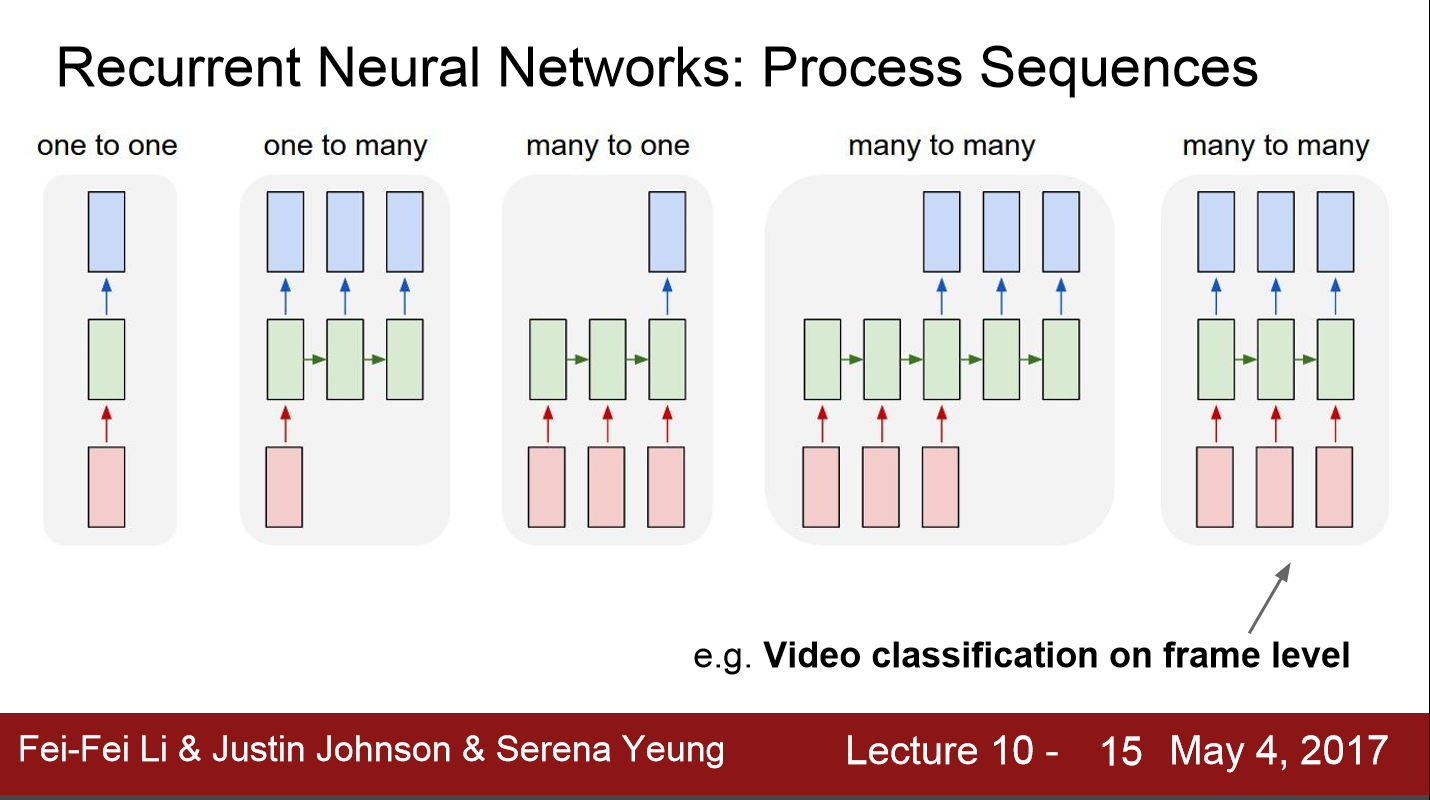 Recurrent Neural Networks: Process Sequences
one to one
one to many
many to one
many to many
many to many
e.g. Video classification on frame level
Fei-Fei Li & Justin Johnson & Serena Yeung
Lecture 10 - 15 May 4, 2017